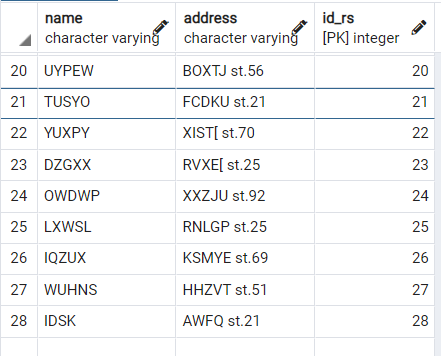 name address id_rs
character varying character varying [PK] integer
20 UYPEW BOXTJ st.56 20
21 TUSYO FCDKU st.21 21
22 YUXPY XIST[ st.70 22
23 DZGXX RVXE[ st.25 23
24 OWDWP XXZJU st.92 24
25 LXWSL RNLGP st.25 25
26 IQZUX KSMYE st.69 26
27 WUHNS HHZVT st.51 27
28 IDSK AWFQ st.21 28